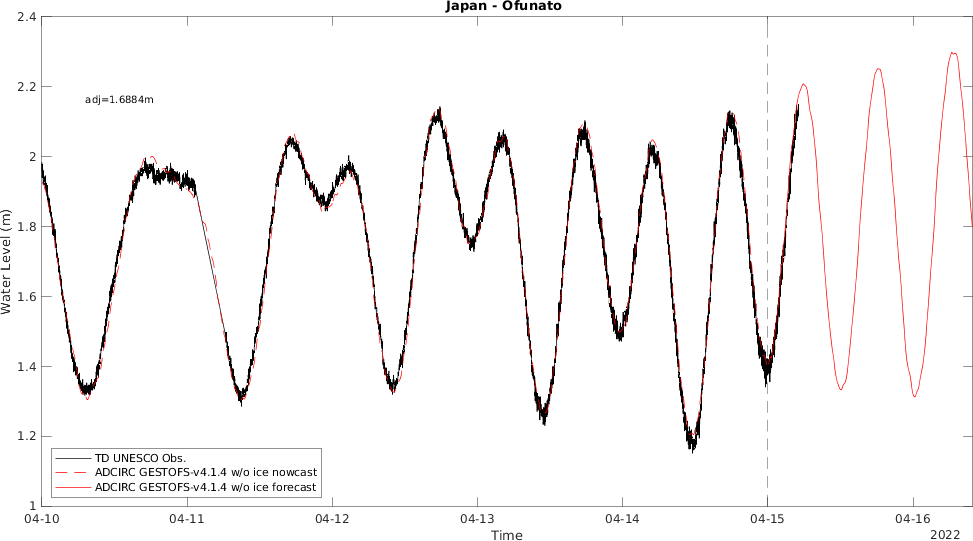 Japan - Ofunato
2.4
2.2
2
1.8
1.6
1.4
1.2
1
Water Level (m)
adj=1.6884m
TD UNESCO Obs.
ADCIRC GESTOFS-v4.1.4 w/o ice nowcast
ADCIRC GESTOFS-v4.1.4 w/o ice forecast
04-10 04-11 04-12 04-13 04-14 04-15 04-16
Time
2022